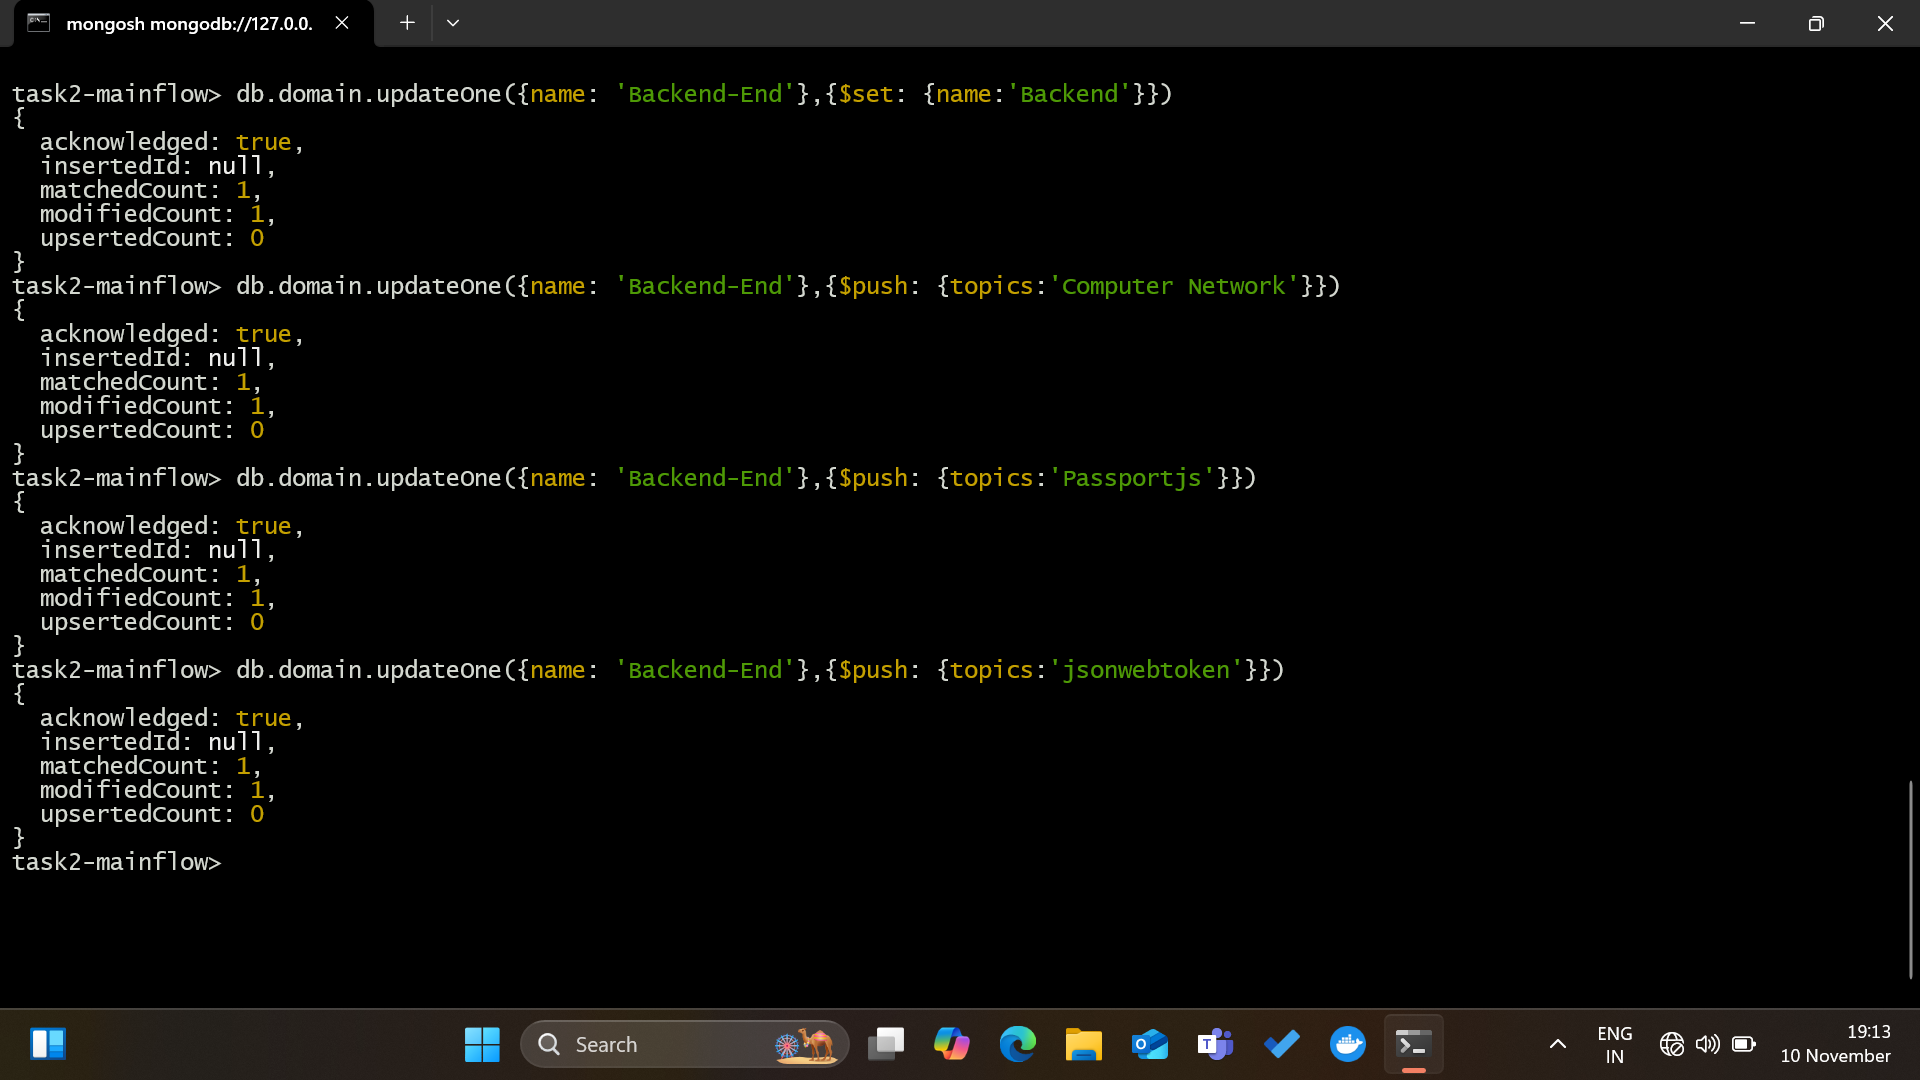 mongosh mongodb://127.0.0.
task2-mainflow> db.domain.updateOne({name: 'Backend-End'},{$set: {name:'Backend'}})
{
  acknowledged: true,
  insertedId: null,
  matchedCount: 1,
  modifiedCount: 1,
  upsertedCount: 0
}
task2-mainflow> db.domain.updateOne({name: 'Backend-End'},{$push: {topics:'Computer Network'}})
{
  acknowledged: true,
  insertedId: null,
  matchedCount: 1,
  modifiedCount: 1,
  upsertedCount: 0
}
task2-mainflow> db.domain.updateOne({name: 'Backend-End'},{$push: {topics:'Passportjs'}})
{
  acknowledged: true,
  insertedId: null,
  matchedCount: 1,
  modifiedCount: 1,
  upsertedCount: 0
}
task2-mainflow> db.domain.updateOne({name: 'Backend-End'},{$push: {topics:'jsonwebtoken'}})
{
  acknowledged: true,
  insertedId: null,
  matchedCount: 1,
  modifiedCount: 1,
  upsertedCount: 0
}
task2-mainflow>
Search
ENG
IN
19:13
10 November